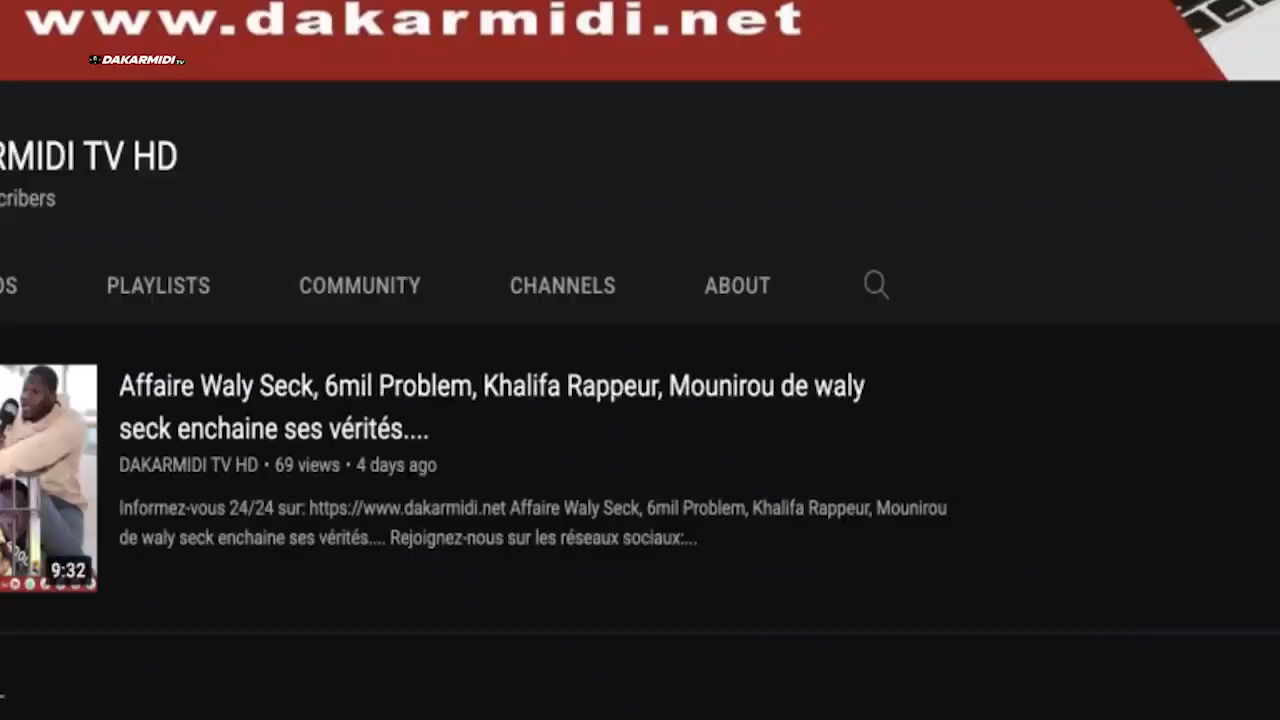 www.dakarmidi.net
DAKARMIDI TV
RMIDI TV HD
cribers
OS PLAYLISTS COMMUNITY CHANNELS ABOUT
Affaire Waly Seck, 6mil Problem, Khalifa Rappeur, Mounirou de waly
seck enchaine ses vérités....
DAKARMIDI TV HD • 69 views • 4 days ago
Informez-vous 24/24 sur: https://www.dakarmidi.net Affaire Waly Seck, 6mil Problem, Khalifa Rappeur, Mounirou
de waly seck enchaine ses vérités.... Rejoignez-nous sur les réseaux sociaux:...
9:32